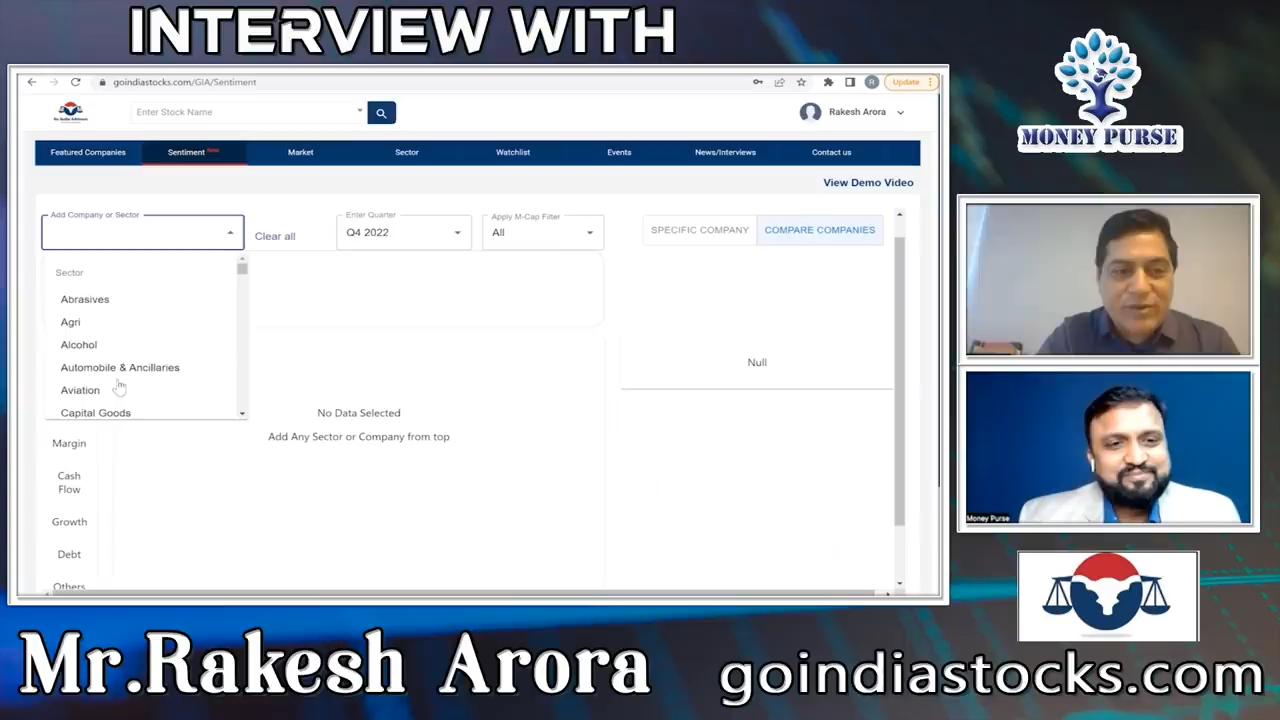 INTERVIEW WITH
goindiastocks.com/GIA/Sentiment
R
Update
Go India Advisors
Enter Stock Name
Rakesh Arora
MONEY PURSE
Featured Companies
Sentiment New
Market
Sector
Watchlist
Events
News/Interviews
Contact us
View Demo Video
Add Company or Sector
Clear all
Enter Quarter
Q4 2022
Apply M-Cap Filter
All
SPECIFIC COMPANY
COMPARE COMPANIES
Sector
Abrasives
Agri
Alcohol
Automobile & Ancillaries
Aviation
Capital Goods
Null
No Data Selected
Add Any Sector or Company from top
Margin
Cash
Flow
Growth
Debt
Others
Money Purse
Mr.Rakesh Arora
goindiastocks.com